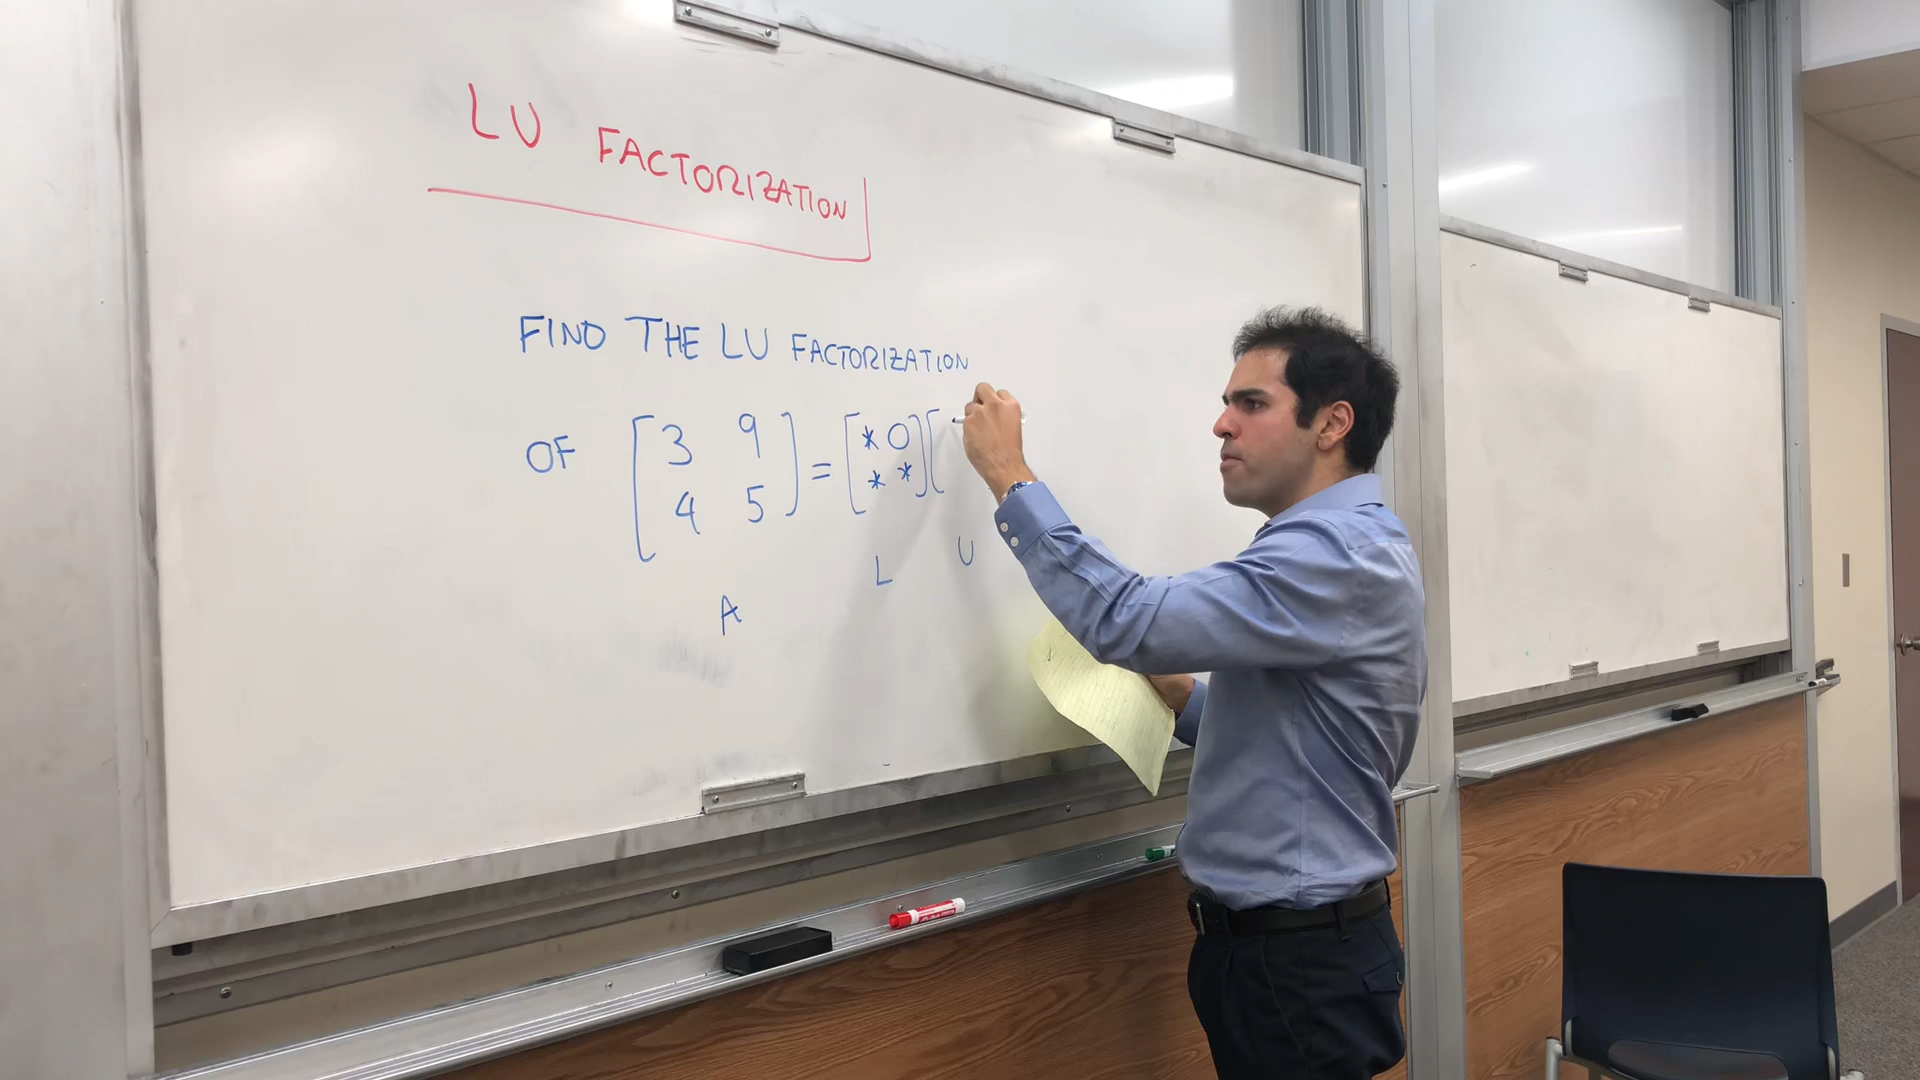 LU FACTORIZATION
FIND THE LU FACTORIZATION
OF [3 9] = [* 0][
[4 5] [* *]
A L U